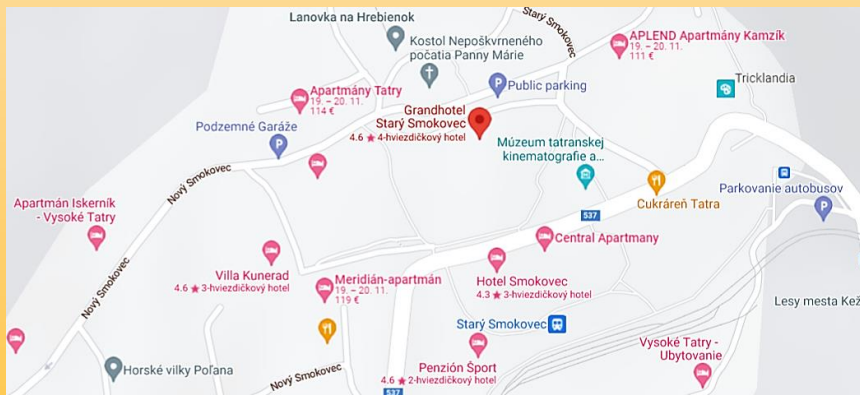 Lanovka na Hrebienok
Starý Smokovec
Kostol Nepoškvrneného
počatia Panny Márie
APLEND Apartmány Kamzík
19. – 20. 11.
111 €
Tricklandia
Public parking
Apartmány Tatry
19. – 20. 11.
114 €
Grandhotel
Starý Smokovec
4.6 ★ 4-hviezdičkový hotel
Podzemné Garáže
P
P
Múzeum tatranskej
kinematografie a...
Nový Smokovec
Parkovanie autobusov
P
Cukráreň Tatra
Apartmán Iskerník
- Vysoké Tatry
537
Central Apartmany
Villa Kunerad
4.6 ★ 3-hviezdičkový hotel
Meridián-apartmán
19. – 20. 11.
119 €
Hotel Smokovec
4.3 ★ 3-hviezdičkový hotel
Nový Smokovec
Lesy mesta Kež
Starý Smokovec
Vysoké Tatry -
Ubytovanie
Horské vilky Poľana
Nový Smokovec
Penzión Šport
4.6 ★ 2-hviezdičkový hotel
537